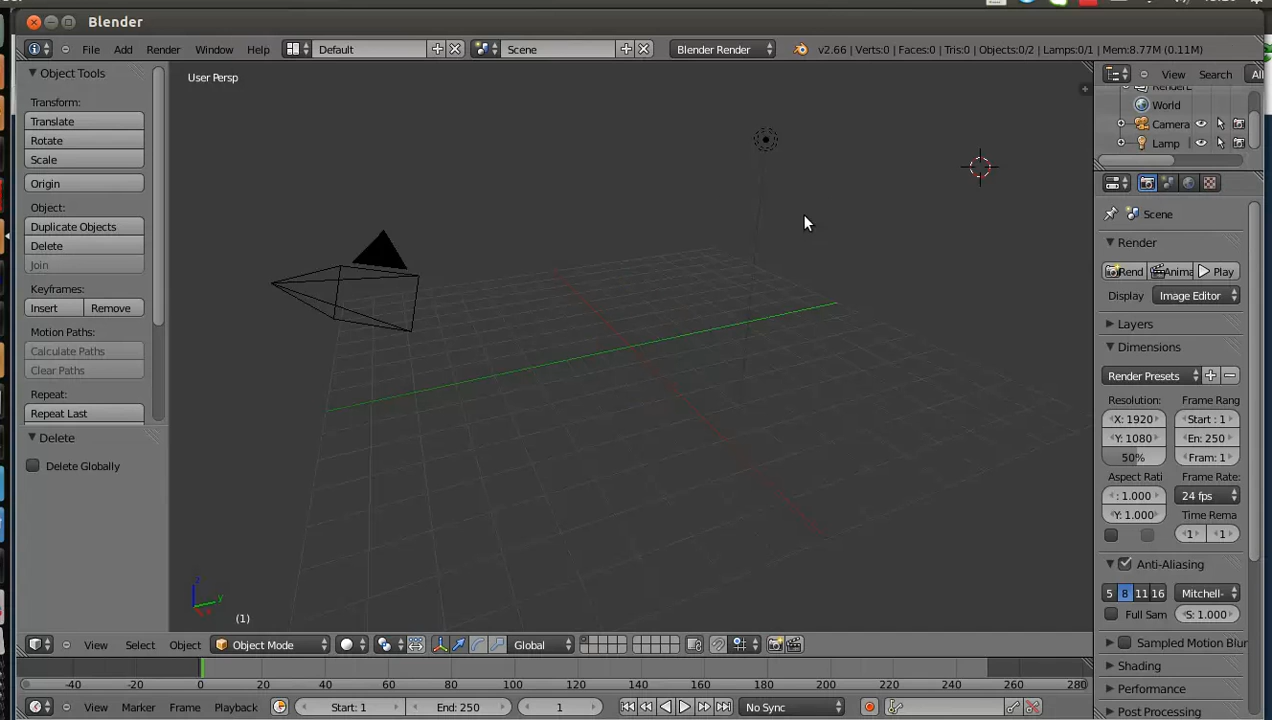 Blender
File Add Render Window Help Default Scene Blender Render v2.66 | Verts:0 | Faces:0 | Tris:0 | Objects:0/2 | Lamps:0/1 | Mem:8.77M (0.11M)
Object Tools
Transform:
Translate
Rotate
Scale
Origin
Object:
Duplicate Objects
Delete
Join
Keyframes:
Insert Remove
Motion Paths:
Calculate Paths
Clear Paths
Repeat:
Repeat Last
Delete
Delete Globally
User Persp
z
y
(1)
View Select Object Object Mode Global
View Search All
World
Camera
Lamp
Scene
Render
Rend Anima Play
Display Image Editor
Layers
Dimensions
Render Presets
Resolution: Frame Rang
X: 1920 Start: 1
Y: 1080 En: 250
50% Fram: 1
Aspect Rati Frame Rate:
: 1.000 24 fps
Y: 1.000 Time Rema
1 1
Anti-Aliasing
5 8 11 16 Mitchell-
Full Sam S: 1.000
Sampled Motion Blur
Shading
Performance
Post Processing
-40 -20 0 20 40 60 80 100 120 140 160 180 200 220 240 260 280
View Marker Frame Playback Start: 1 End: 250 1 No Sync